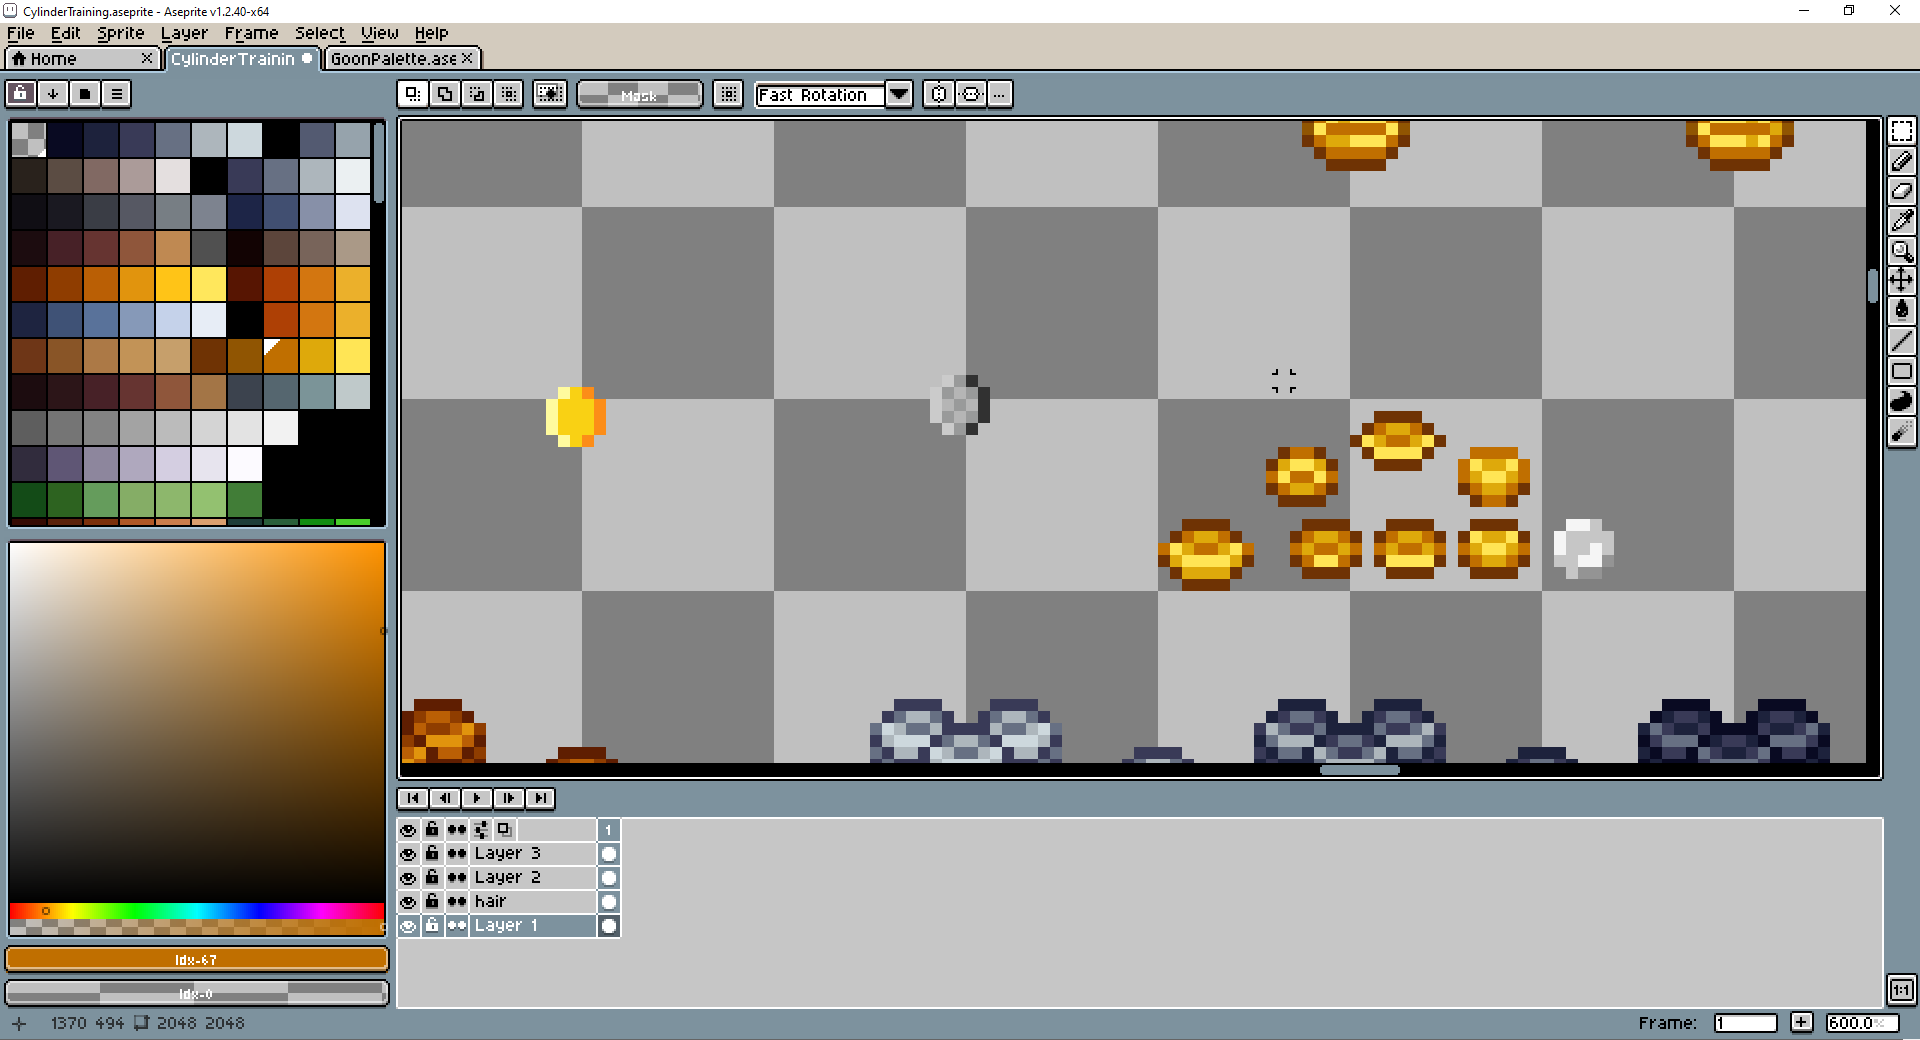 CylinderTraining.aseprite - Aseprite v1.2.40-x64
File Edit Sprite Layer Frame Select View Help
Home CylinderTrainin GoonPalette.ase
Mask Fast Rotation ...
1
Layer 3
Layer 2
hair
Layer 1
Idx-67
Idx-0
1:1
1370 494 2048 2048 Frame: 1 + 600.0%